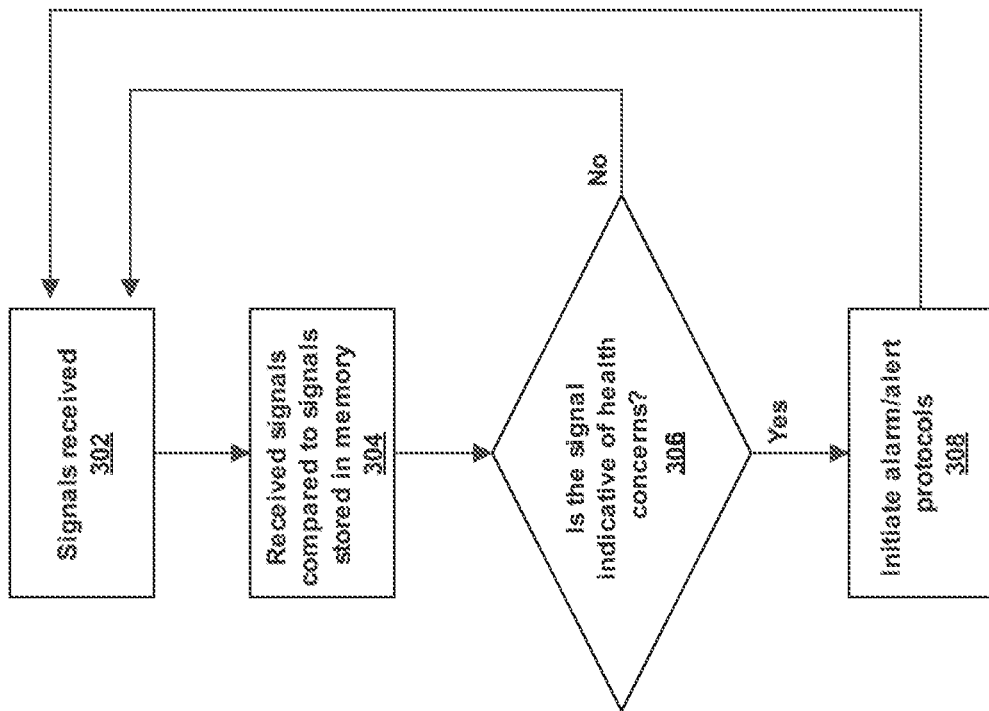 Signals received
302
Received signals
compared to signals
stored in memory
304
Is the signal
indicative of health
concerns?
306
No
Yes
Initiate alarm/alert
protocols
308